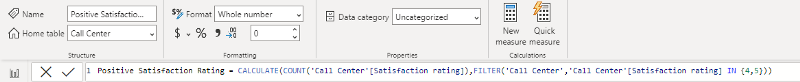 Name Positive Satisfactio... Format Whole number Data category Uncategorized New measure Quick measure
Home table Call Center $ % 9 .00 0
Structure Formatting Properties Calculations
1 Positive Satisfaction Rating = CALCULATE(COUNT('Call Center'[Satisfaction rating]),FILTER('Call Center','Call Center'[Satisfaction rating] IN {4,5}))